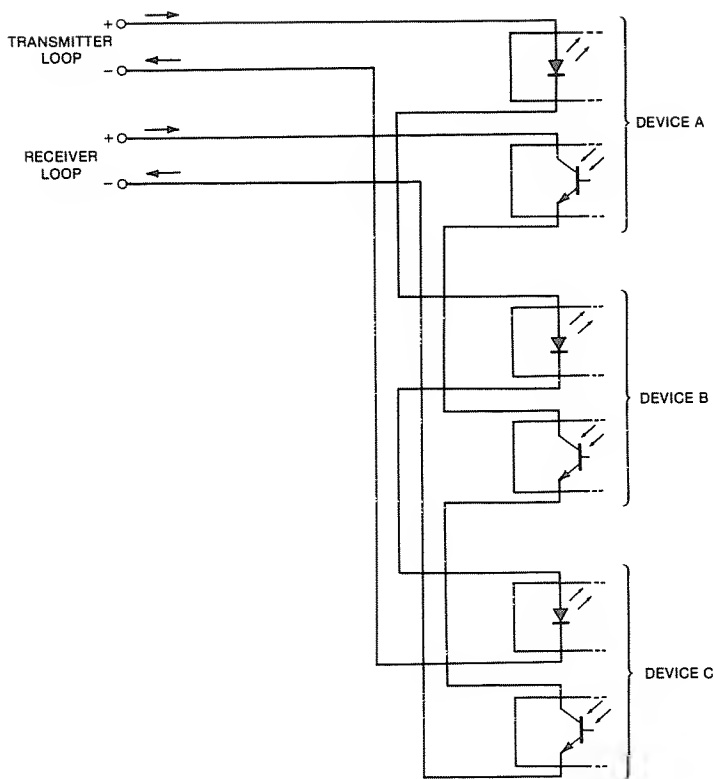 TRANSMITTER
LOOP
+
−
RECEIVER
LOOP
+
−
DEVICE A
DEVICE B
DEVICE C